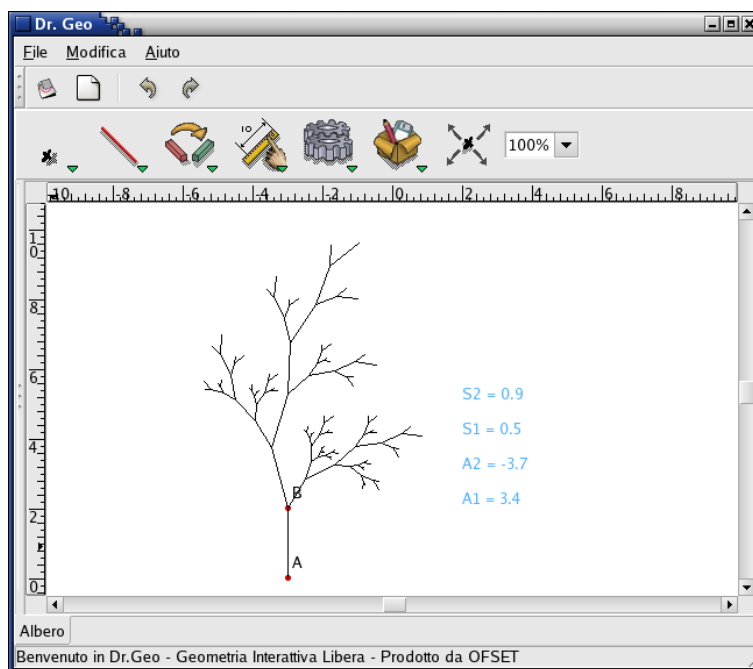 Dr. Geo
File Modifica Aiuto
10
100%
10 -8 -6 -4 -2 0 2 4 6 8
10
8
6
4
2
0
S2 = 0.9
S1 = 0.5
A2 = -3.7
A1 = 3.4
B
A
Albero
Benvenuto in Dr.Geo - Geometria Interattiva Libera - Prodotto da OFSET